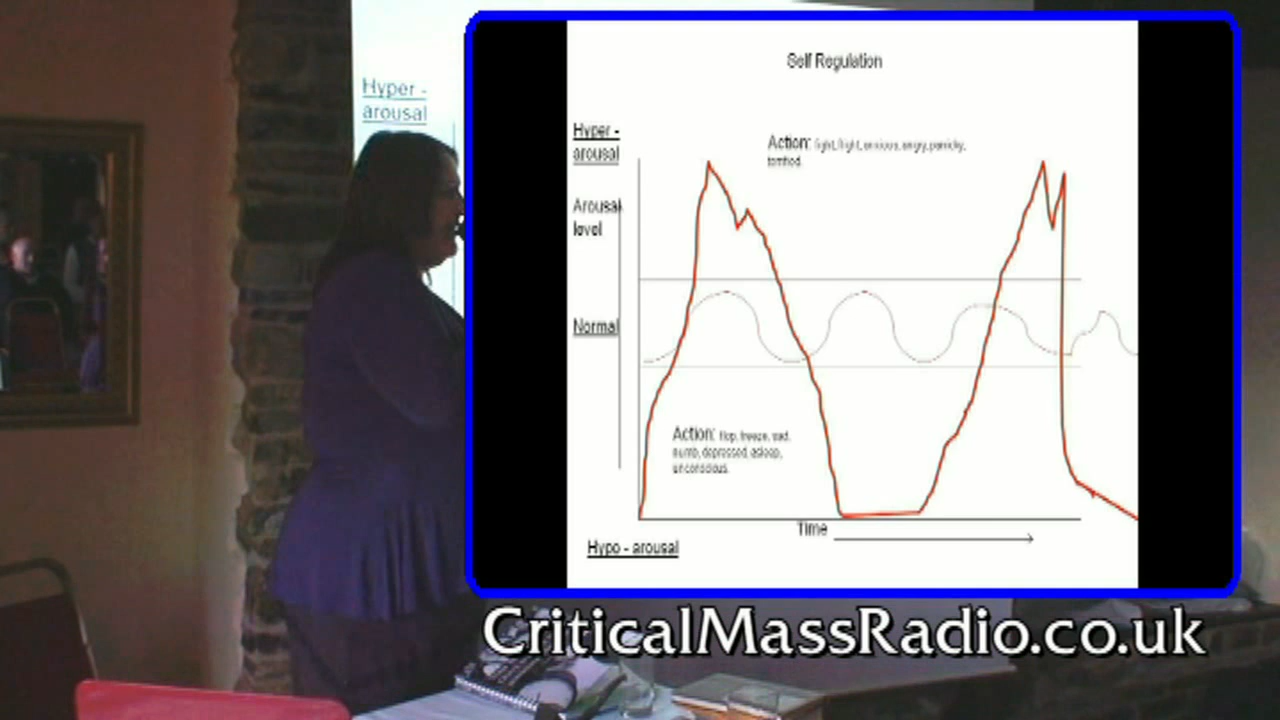 Hyper -
arousal
Self Regulation
Hyper -
arousal
Action: fight, flight, anxious, angry, panicky,
terrified.
Arousal
level
Normal
Action: flop, freeze, sad,
numb, depressed, asleep,
unconscious.
Time
Hypo - arousal
CriticalMassRadio.co.uk